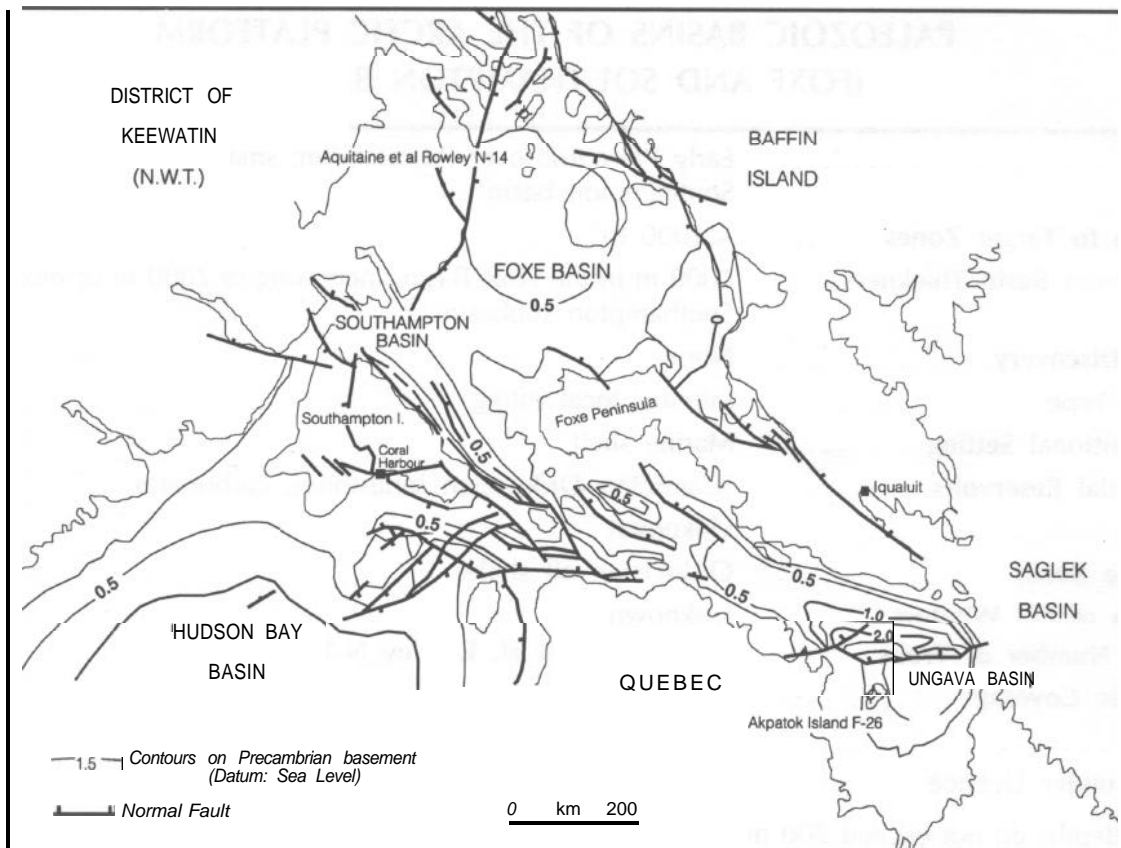 DISTRICT OF
KEEWATIN
(N.W.T.)
BAFFIN
ISLAND
Aquitaine et al Rowley N-14
FOXE BASIN
0.5
SOUTHAMPTON
BASIN
Foxe Peninsula
Southampton I.
Coral
Harbour
0.5
0.5
Iqualuit
0.5
0.5
0.5
0.5
SAGLEK
BASIN
1.0
2.0
HUDSON BAY
BASIN
QUEBEC
UNGAVA BASIN
Akpatok Island F-26
1.5 Contours on Precambrian basement
(Datum: Sea Level)
Normal Fault
0 km 200